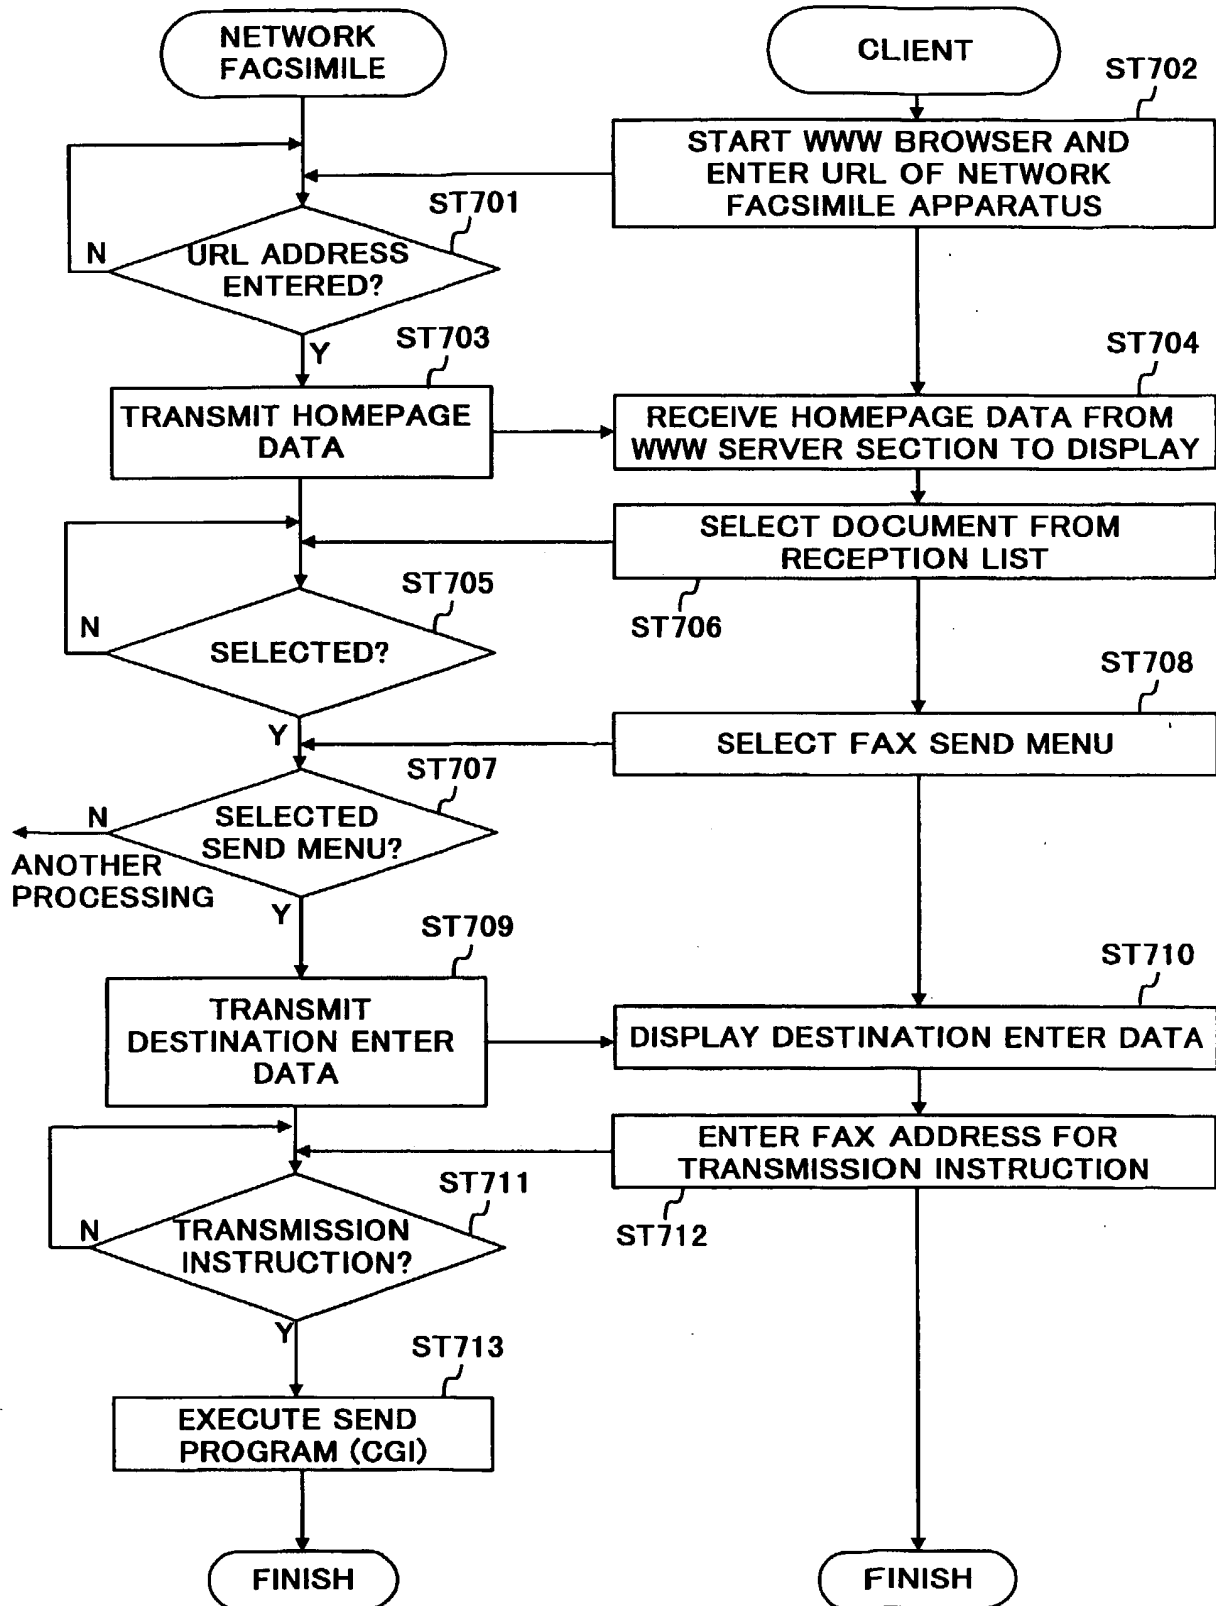 NETWORK
FACSIMILE
CLIENT
ST702
START WWW BROWSER AND
ENTER URL OF NETWORK
FACSIMILE APPARATUS
ST701
N
URL ADDRESS
ENTERED?
Y
ST703
TRANSMIT HOMEPAGE
DATA
ST704
RECEIVE HOMEPAGE DATA FROM
WWW SERVER SECTION TO DISPLAY
SELECT DOCUMENT FROM
RECEPTION LIST
ST706
ST705
N
SELECTED?
Y
ST708
SELECT FAX SEND MENU
ST707
N
SELECTED
SEND MENU?
ANOTHER
PROCESSING
Y
ST709
TRANSMIT
DESTINATION ENTER
DATA
ST710
DISPLAY DESTINATION ENTER DATA
ENTER FAX ADDRESS FOR
TRANSMISSION INSTRUCTION
ST712
ST711
N
TRANSMISSION
INSTRUCTION?
Y
ST713
EXECUTE SEND
PROGRAM (CGI)
FINISH
FINISH